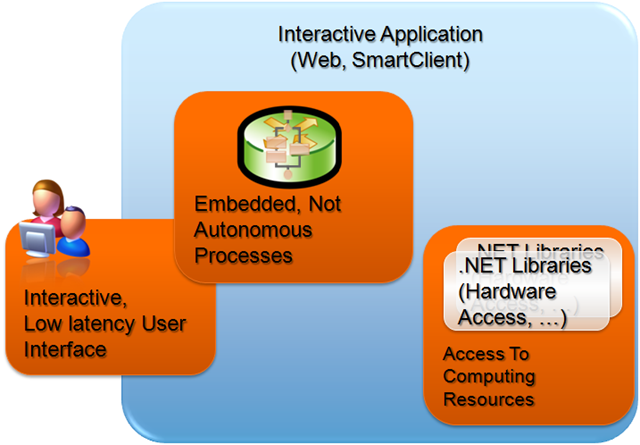 Interactive Application
(Web, SmartClient)
Embedded, Not
Autonomous
Processes
Interactive,
Low latency User
Interface
.NET Libraries
.NET Libraries
(Hardware
Access, …)
Access To
Computing
Resources